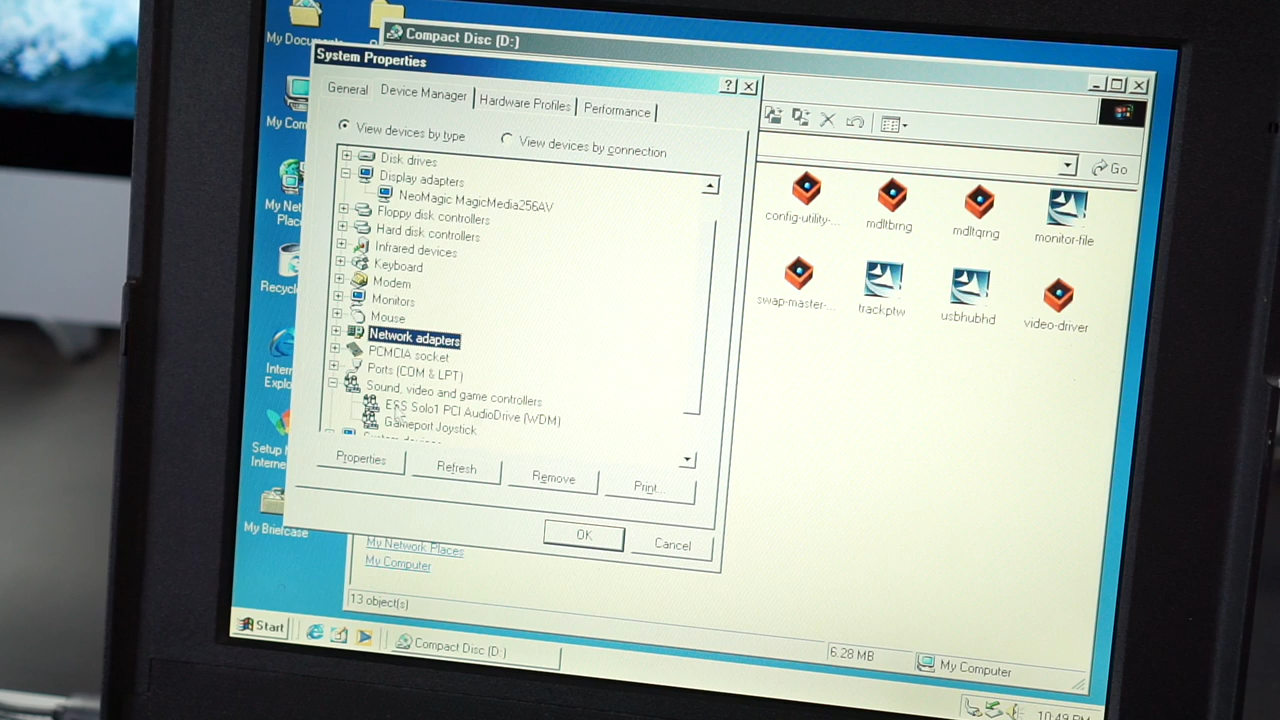 My Docum
Compact Disc (D:)
System Properties
General
Device Manager
Hardware Profiles
Performance
View devices by type
View devices by connection
Disk drives
Display adapters
NeoMagic MagicMedia256AV
Floppy disk controllers
Hard disk controllers
Infrared devices
Keyboard
Modem
Monitors
Mouse
Network adapters
PCMCIA socket
Ports (COM & LPT)
Sound, video and game controllers
ESS Solo1 PCI AudioDrive (WDM)
Gameport Joystick
Properties
Refresh
Remove
Print...
OK
Cancel
My Com
My Net
Place
Recycl
Intern
Explo
Setup M
Internet
My Briefcase
Go
config-utility-...
mdltbrng
mdltqrng
monitor-file
swap-master-...
trackptw
usbhubhd
video-driver
My Network Places
My Computer
13 object(s)
6.28 MB
My Computer
Start
Compact Disc (D:)
10:49 PM